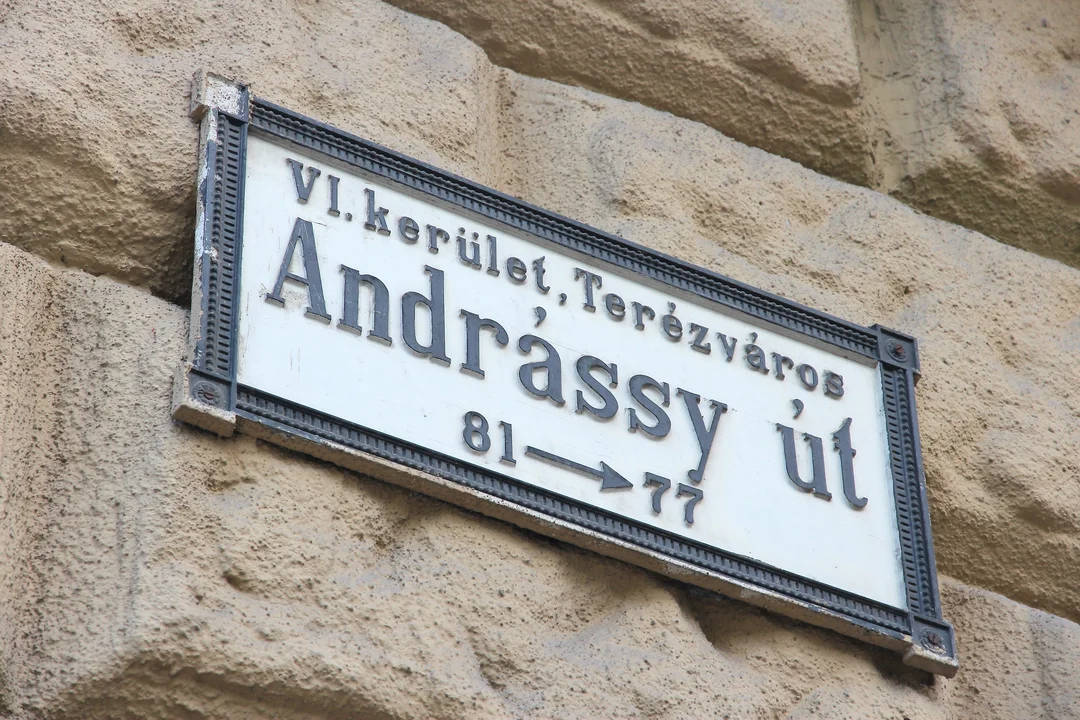 VI. kerület, Terézváros
Andrássy út
81 → 77